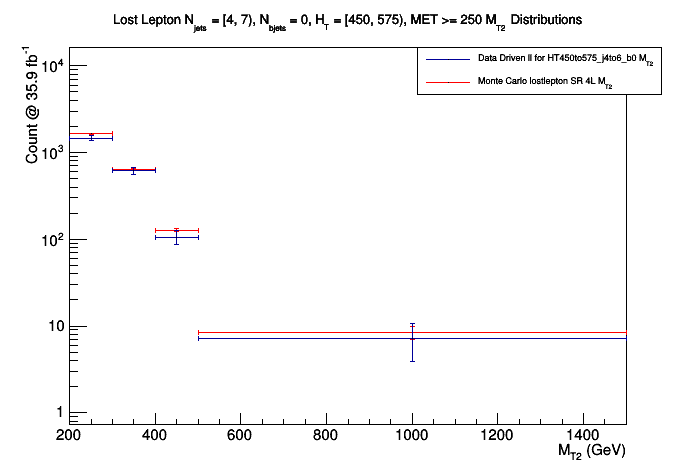 Lost Lepton N_jets = [4, 7), N_bjets = 0, H_T = [450, 575), MET >= 250 M_T2 Distributions
Data Driven II for HT450to575_j4to6_b0 M_T2
Monte Carlo lostlepton SR 4L M_T2
Count @ 35.9 fb^-1
10^4
10^3
10^2
10
1
200 400 600 800 1000 1200 1400
M_T2 (GeV)